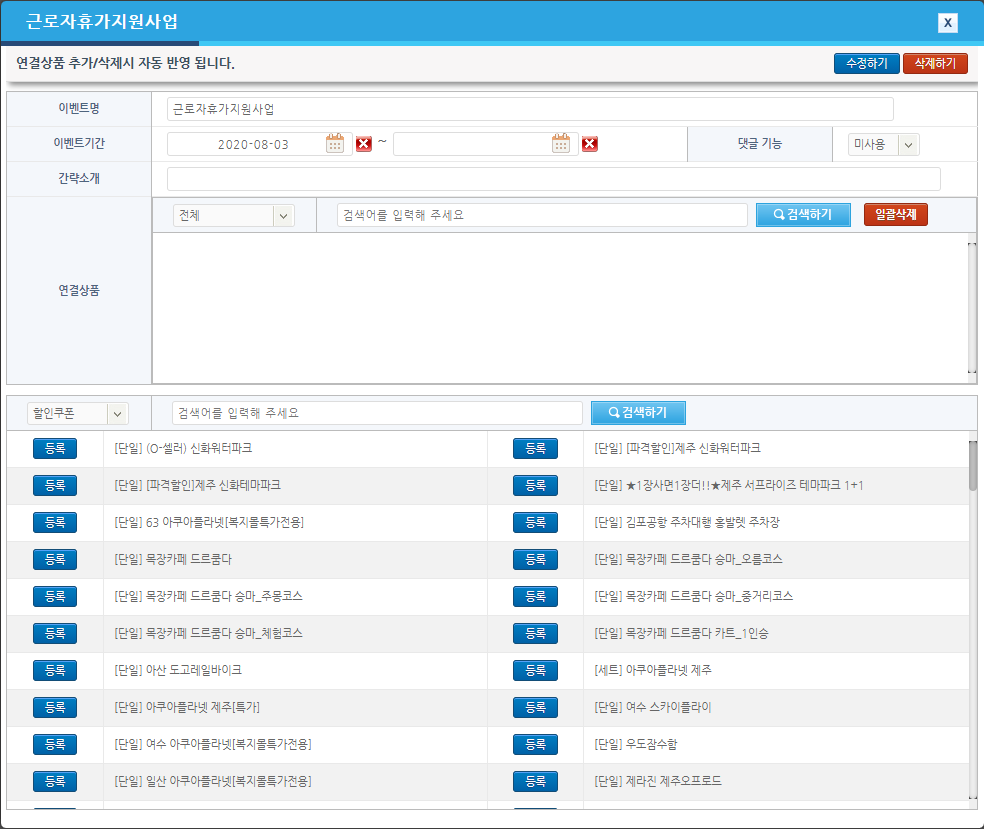 근로자휴가지원사업
X
연결상품 추가/삭제시 자동 반영 됩니다.
수정하기 삭제하기
이벤트명 근로자휴가지원사업
이벤트기간 2020-08-03 ~ 댓글 기능 미사용
간략소개
전체 검색어를 입력해 주세요 검색하기 일괄삭제
연결상품
할인쿠폰 검색어를 입력해 주세요 검색하기
등록 [단일] (O-셀러) 신화워터파크 등록 [단일] [파격할인]제주 신화워터파크
등록 [단일] [파격할인]제주 신화테마파크 등록 [단일] ★1장사면1장더!!★제주 서프라이즈 테마파크 1+1
등록 [단일] 63 아쿠아플라넷[복지몰특가전용] 등록 [단일] 김포공항 주차대행 홍발렛 주차장
등록 [단일] 목장카페 드르쿰다 등록 [단일] 목장카페 드르쿰다 승마_오름코스
등록 [단일] 목장카페 드르쿰다 승마_주몽코스 등록 [단일] 목장카페 드르쿰다 승마_중거리코스
등록 [단일] 목장카페 드르쿰다 승마_체험코스 등록 [단일] 목장카페 드르쿰다 카트_1인승
등록 [단일] 아산 도고레일바이크 등록 [세트] 아쿠아플라넷 제주
등록 [단일] 아쿠아플라넷 제주[특가] 등록 [단일] 여수 스카이플라이
등록 [단일] 여수 아쿠아플라넷[복지몰특가전용] 등록 [단일] 우도잠수함
등록 [단일] 일산 아쿠아플라넷[복지몰특가전용] 등록 [단일] 제라진 제주오프로드